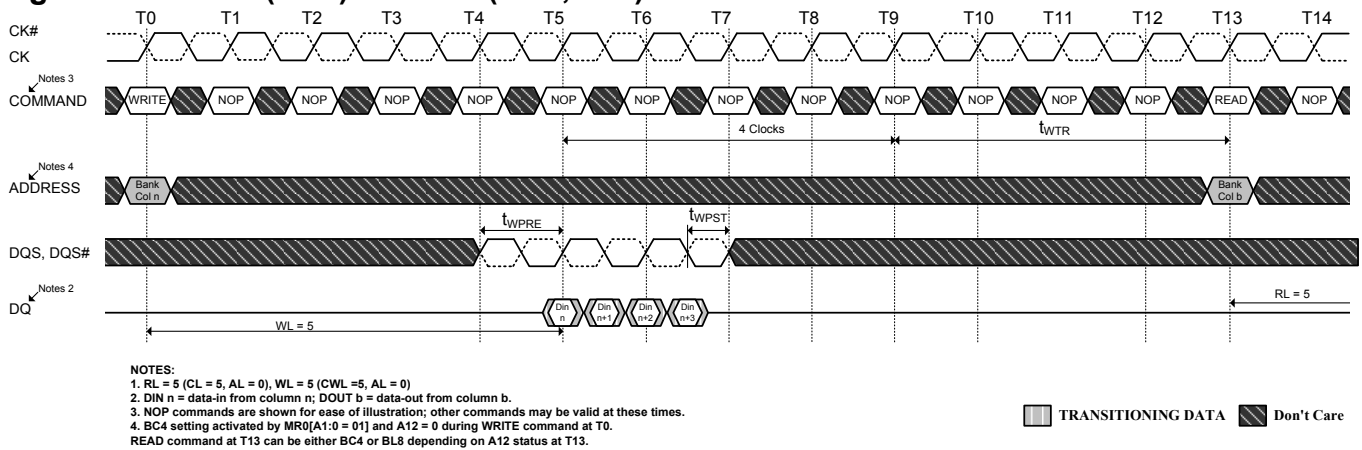 T0 T1 T2 T3 T4 T5 T6 T7 T8 T9 T10 T11 T12 T13 T14
CK#
CK
Notes 3
COMMAND
WRITE NOP NOP NOP NOP NOP NOP NOP NOP NOP NOP NOP NOP READ NOP
4 Clocks tWTR
Notes 4
ADDRESS
Bank Col n Bank Col b
tWPRE tWPST
DQS, DQS#
Notes 2
DQ
Din n Din n+1 Din n+2 Din n+3
RL = 5
WL = 5
NOTES:
1. RL = 5 (CL = 5, AL = 0), WL = 5 (CWL =5, AL = 0)
2. DIN n = data-in from column n; DOUT b = data-out from column b.
3. NOP commands are shown for ease of illustration; other commands may be valid at these times.
4. BC4 setting activated by MR0[A1:0 = 01] and A12 = 0 during WRITE command at T0.
READ command at T13 can be either BC4 or BL8 depending on A12 status at T13.
TRANSITIONING DATA Don't Care